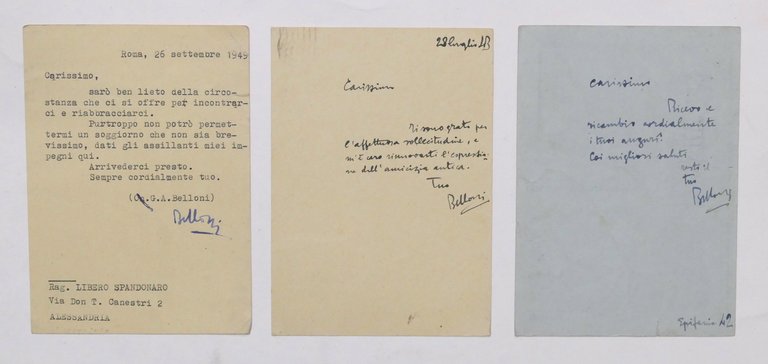 Roma, 26 settembre 1949
Carissimo,
sarò ben lieto della circo-
stanza che ci si offre per incontrar-
ci e riabbracciarci.
Purtroppo non potrò permet-
termi un soggiorno che non sia bre-
vissimo, dati gli assillanti miei im-
pegni qui.
Arrivederci presto.
Sempre cordialmente tuo.
G.A.Belloni)
Belloni
Rag. LIBERO SPANDONARO
Via Don T. Canestri 2
ALESSANDRIA
28 luglio 43
Carissimo
ti sono grato per
l'affettuosa sollecitudine, e
m'è caro rinnovarti l'espressio-
ne dell'amicizia antica.
Tuo
Belloni
Carissimo
Ricevo e
ricambio cordialmente
i tuoi auguri.
Coi migliori saluti
resto il
tuo
Belloni
Epifania 42